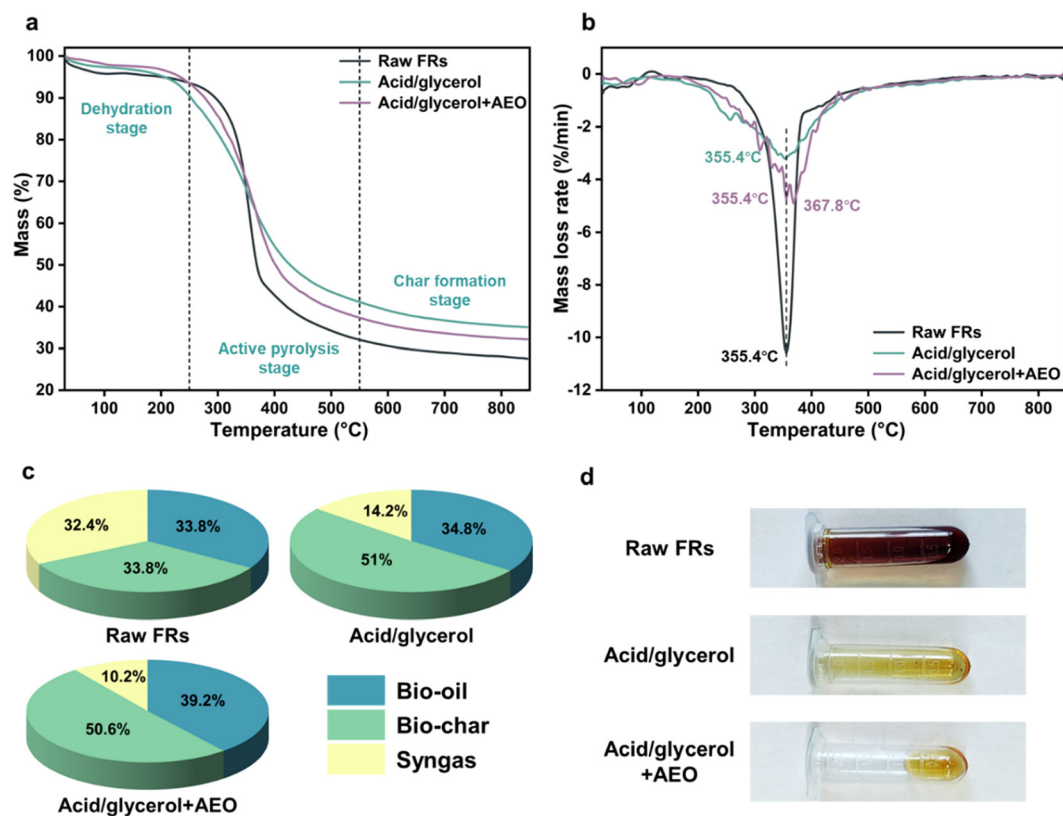 a
100
90
80
70
60
50
40
30
20
Mass (%)
Raw FRs
Acid/glycerol
Acid/glycerol+AEO
Dehydration
stage
Active pyrolysis
stage
Char formation
stage
100 200 300 400 500 600 700 800
Temperature (°C)
b
0
-2
-4
-6
-8
-10
-12
Mass loss rate (%/min)
355.4°C
355.4°C
367.8°C
355.4°C
Raw FRs
Acid/glycerol
Acid/glycerol+AEO
100 200 300 400 500 600 700 800
Temperature (°C)
c
32.4%
33.8%
33.8%
Raw FRs
14.2%
34.8%
51%
Acid/glycerol
10.2%
39.2%
50.6%
Acid/glycerol+AEO
Bio-oil
Bio-char
Syngas
d
Raw FRs
Acid/glycerol
Acid/glycerol
+AEO